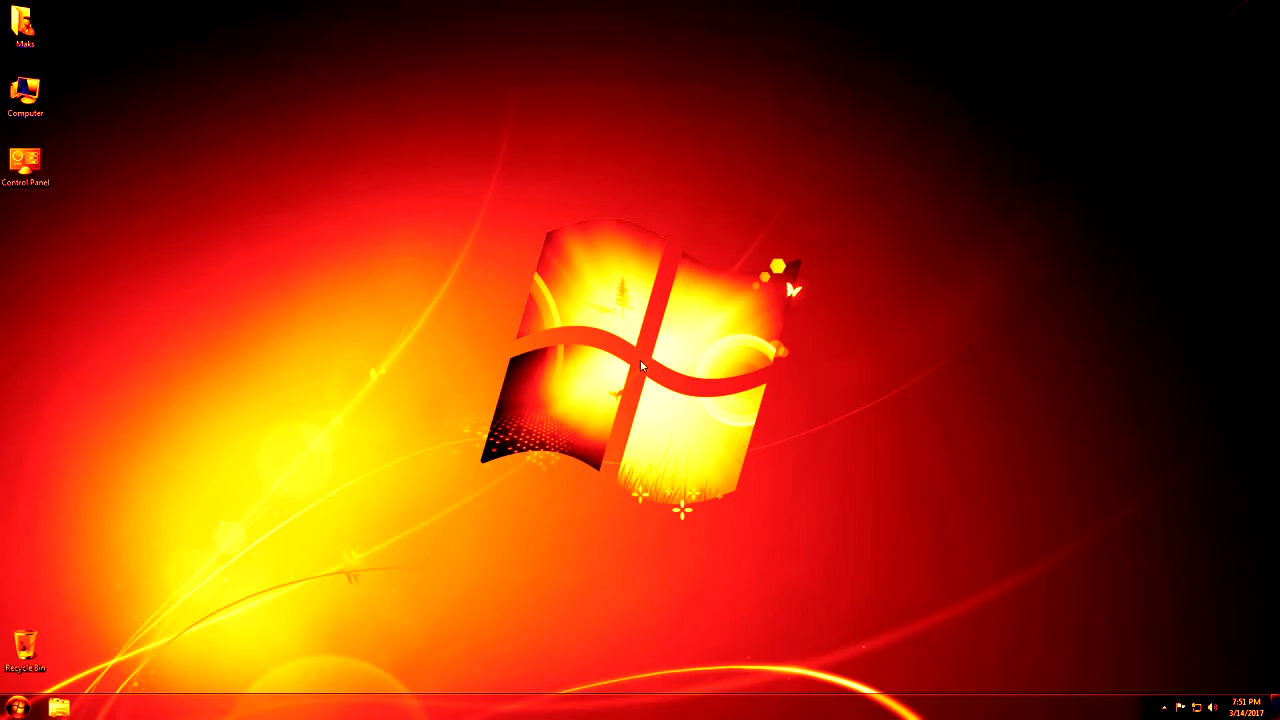 Maks
Computer
Control Panel
Recycle Bin
7:51 PM
3/14/2017